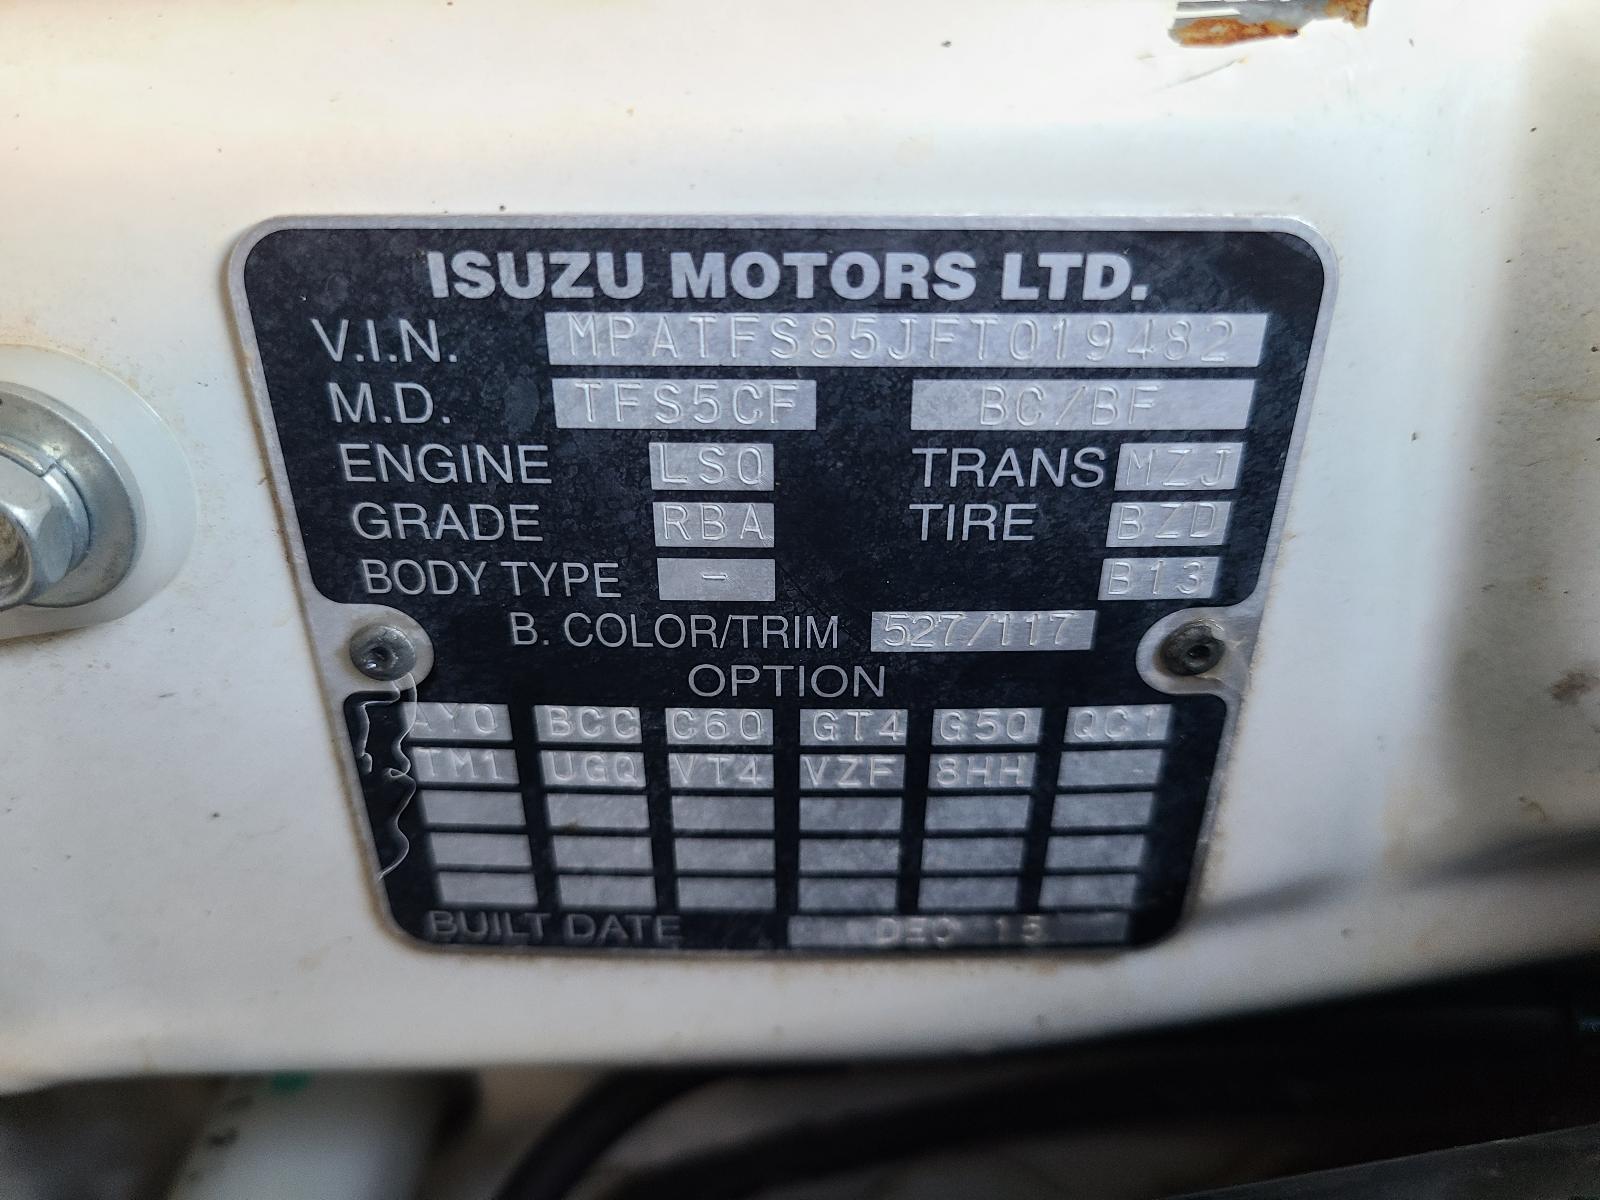 ISUZU MOTORS LTD.
V.I.N. MPATFS85JFT019482
M.D. TFS5CF BC/BF
ENGINE LSQ TRANS MZJ
GRADE RBA TIRE BZD
BODY TYPE - B13
B. COLOR/TRIM 527/117
OPTION
AY0 BCC C60 GT4 G50 QC1
TM1 UGQ VT4 VZF 8HH
BUILT DATE DEC 15